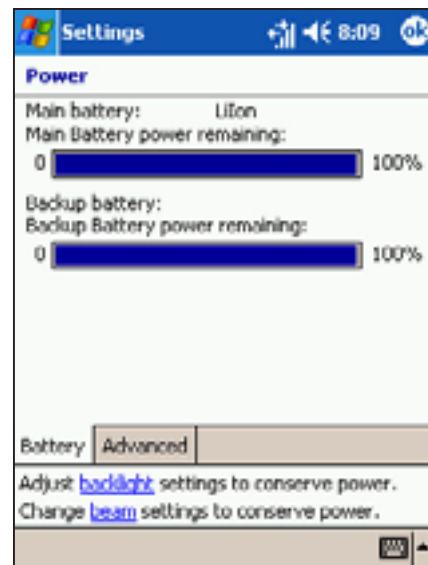 Settings 8:09 ok
Power
Main battery: LiIon
Main Battery power remaining:
0 100%
Backup battery:
Backup Battery power remaining:
0 100%
Battery Advanced
Adjust backlight settings to conserve power.
Change beam settings to conserve power.